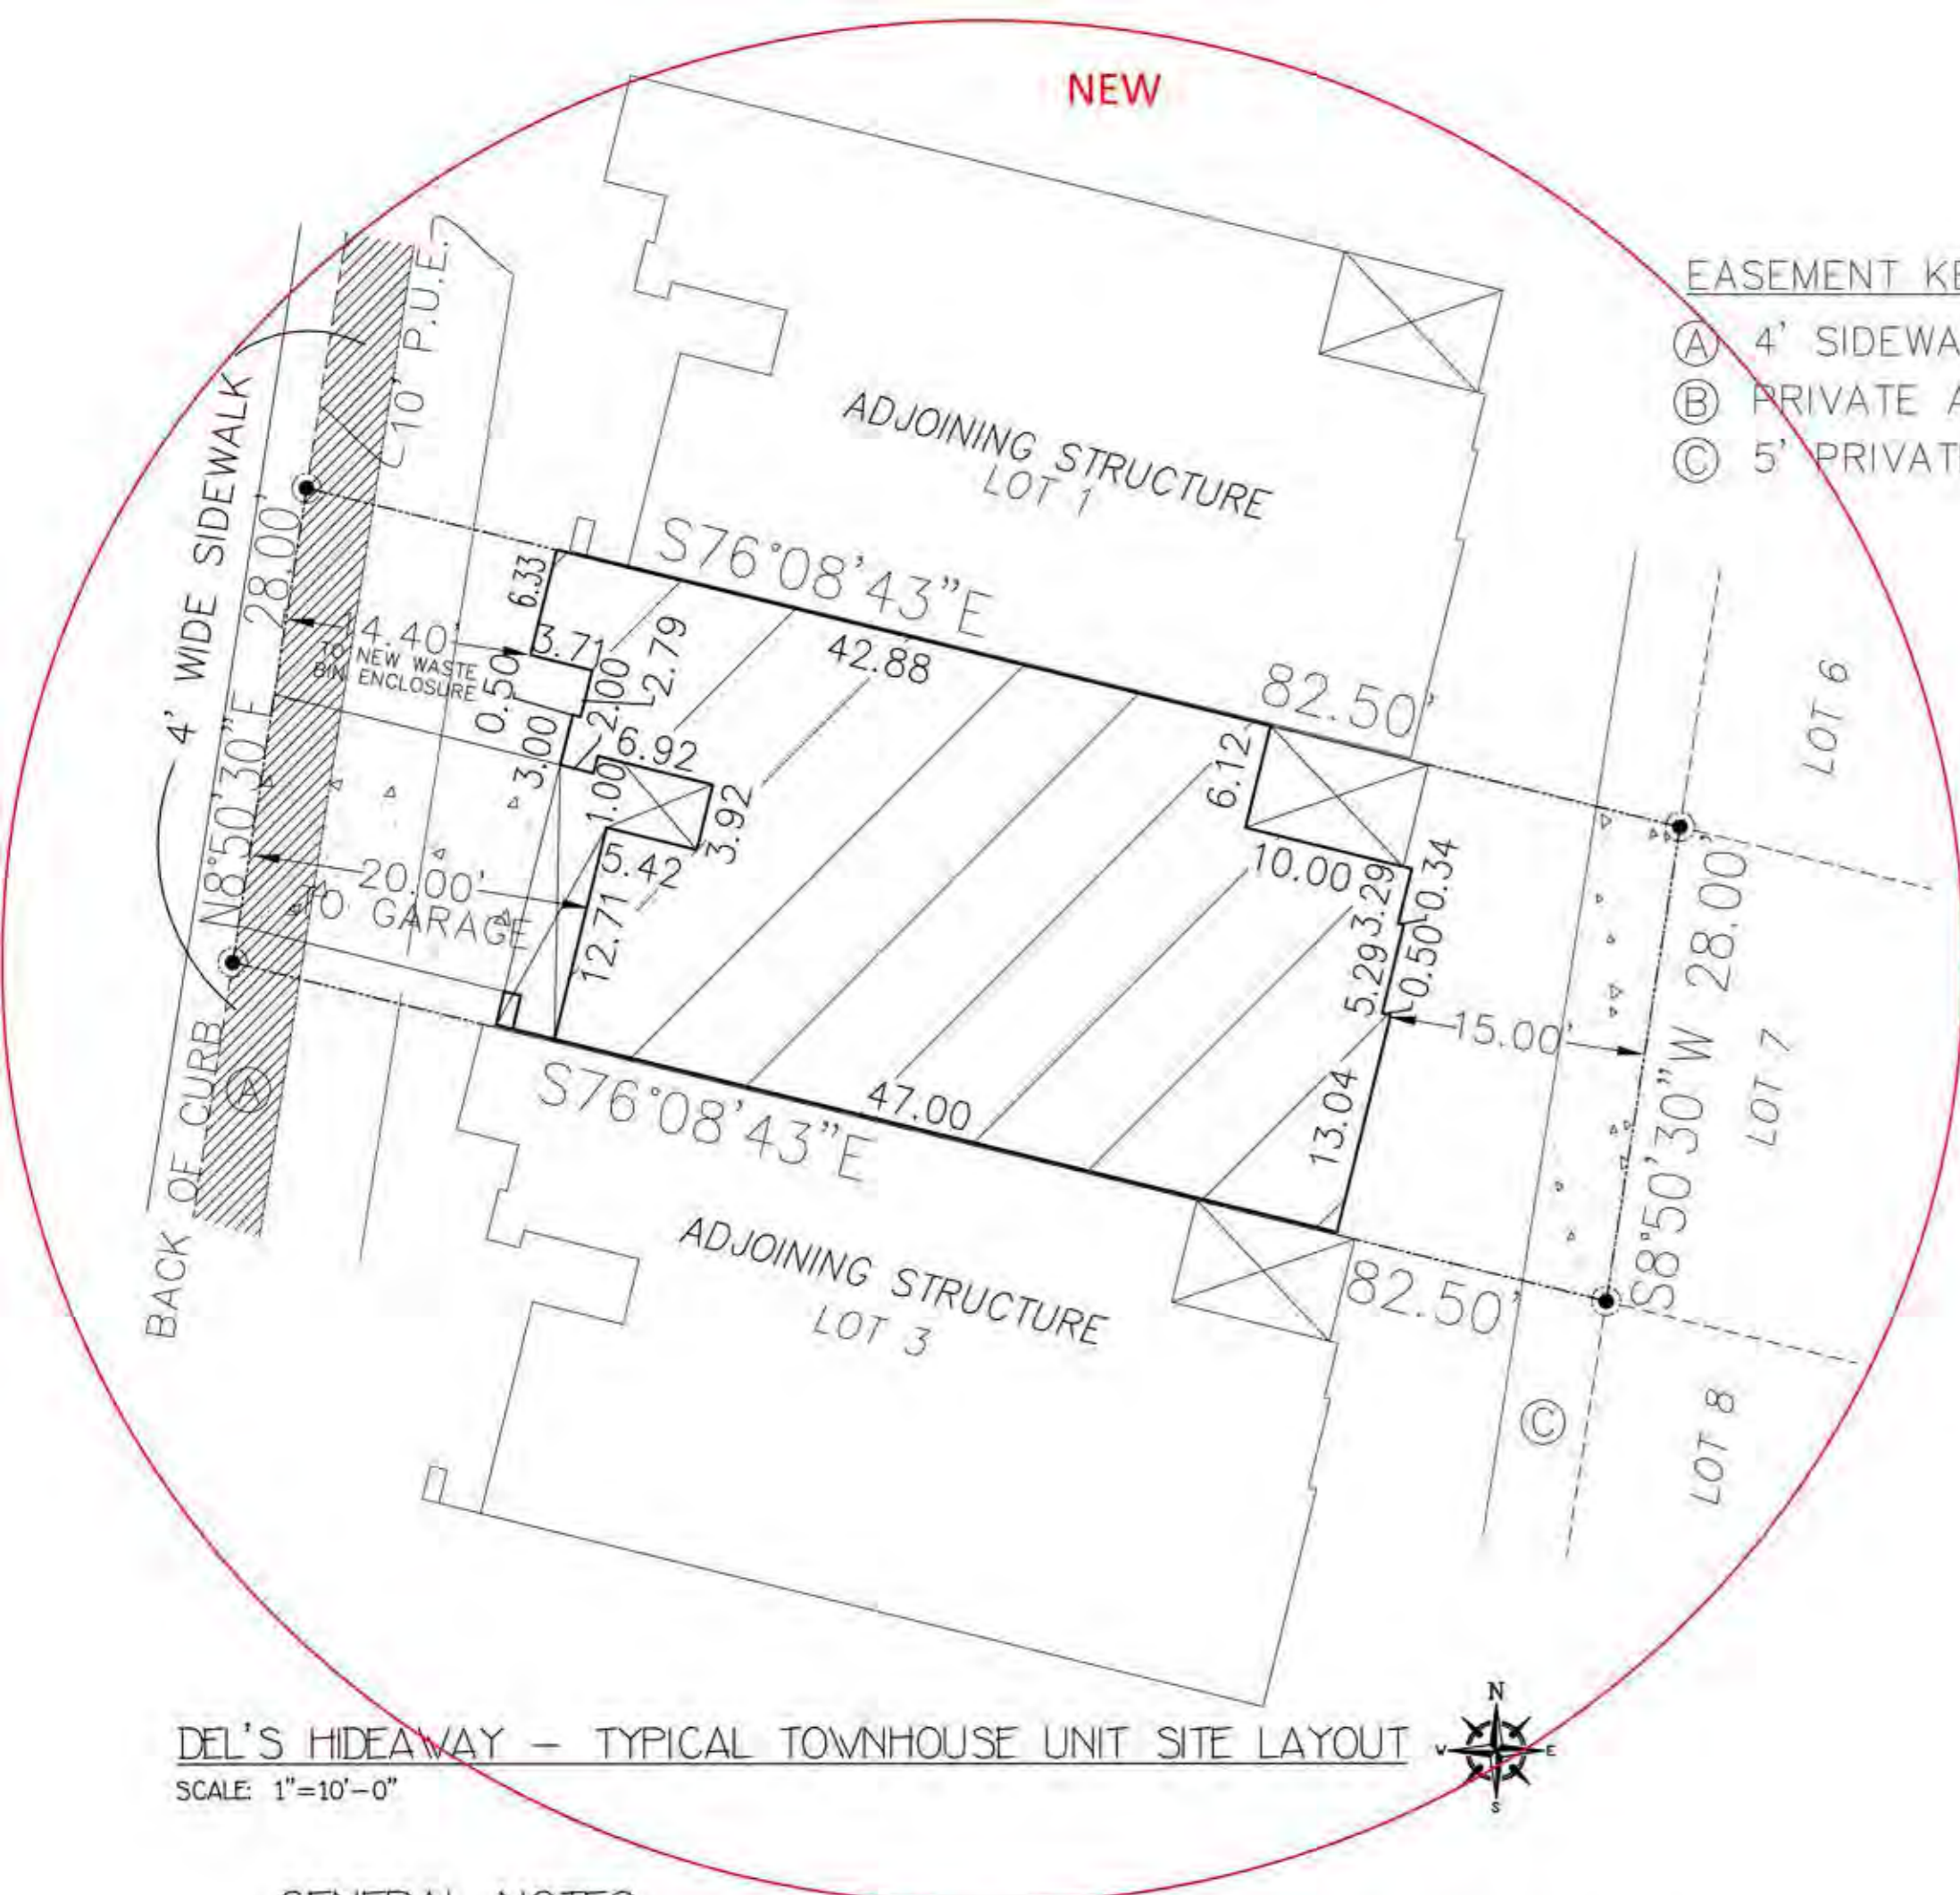 NEW
EASEMENT
Ⓐ 4' SIDEWA
Ⓑ PRIVATE
Ⓒ 5' PRIVAT
10' P.U.E.
4' WIDE SIDEWALK
ADJOINING STRUCTURE
LOT 1
S76°08'43"E
82.50'
42.88
6.33
28.00'
N8°50'30"E
14.40'
TO NEW WASTE
BIN ENCLOSURE
3.71
2.79
0.50
2.00
3.00
6.92
1.00
3.92
5.42
20.00'
TO GARAGE
12.71
6.12
10.00
3.29
0.34
5.29
0.50
15.00'
13.04
47.00
S76°08'43"E
82.50'
S8°50'30"W 28.00'
LOT 6
LOT 7
LOT 8
Ⓐ
Ⓒ
BACK OF CURB
ADJOINING STRUCTURE
LOT 3
DEL'S HIDEAWAY – TYPICAL TOWNHOUSE UNIT SITE LAYOUT
SCALE: 1"=10'-0"
N
W
E
S
GENERAL NOTES